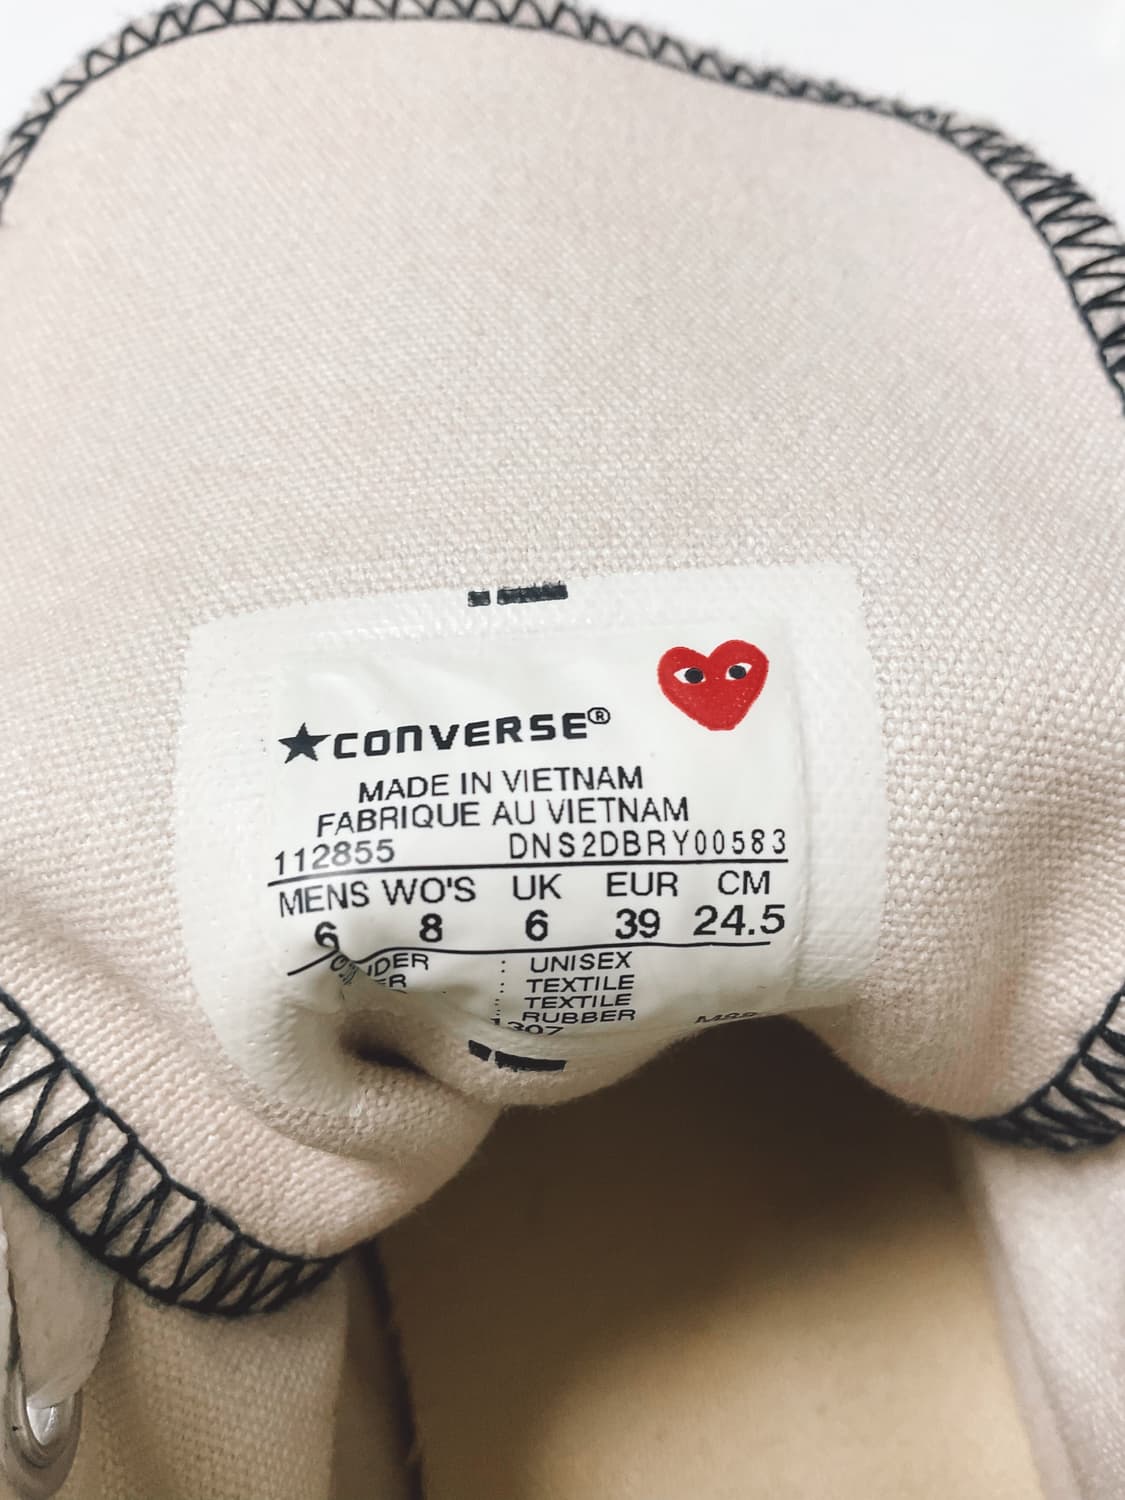 ★CONVERSE®
MADE IN VIETNAM
FABRIQUE AU VIETNAM
112855 DNS2DBRY00583
MENS WO'S UK EUR CM
6 8 6 39 24.5
: UNISEX
: TEXTILE
: TEXTILE
: RUBBER
1307